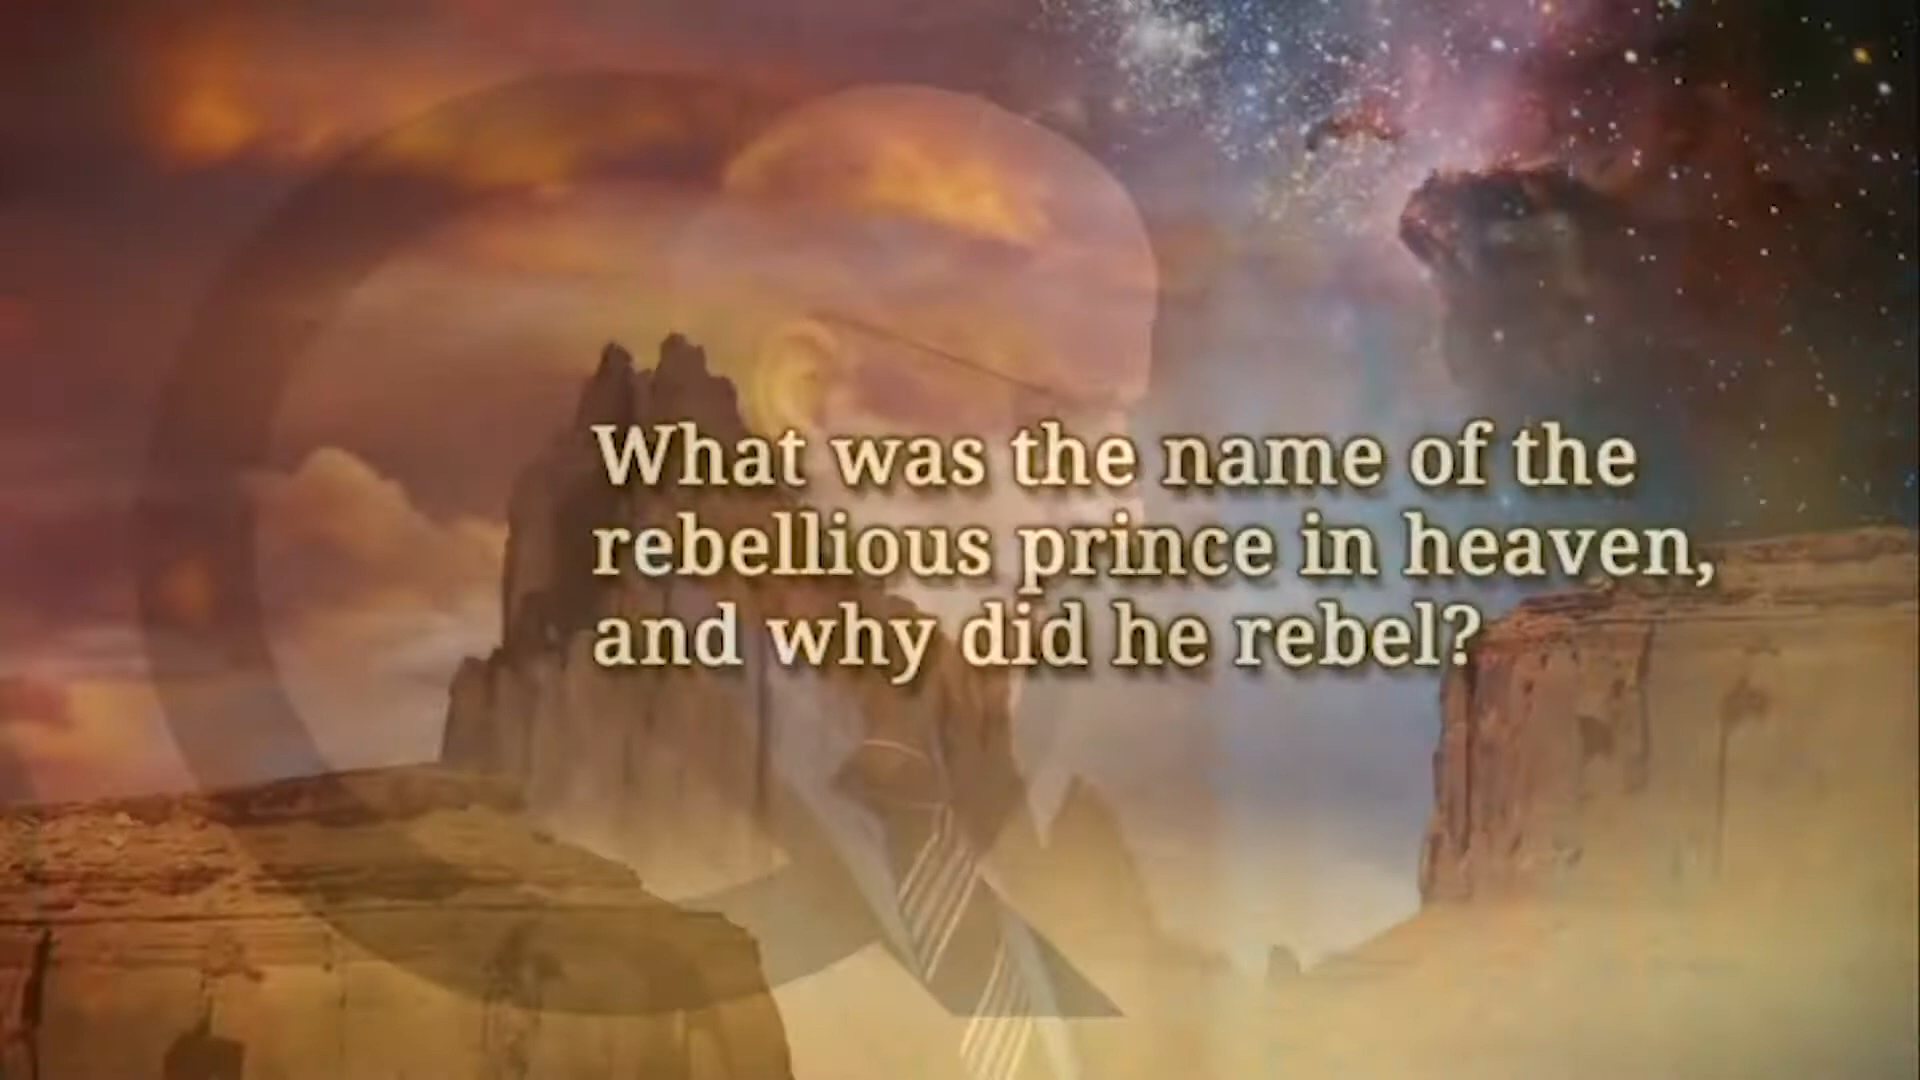 What was the name of the
rebellious prince in heaven,
and why did he rebel?